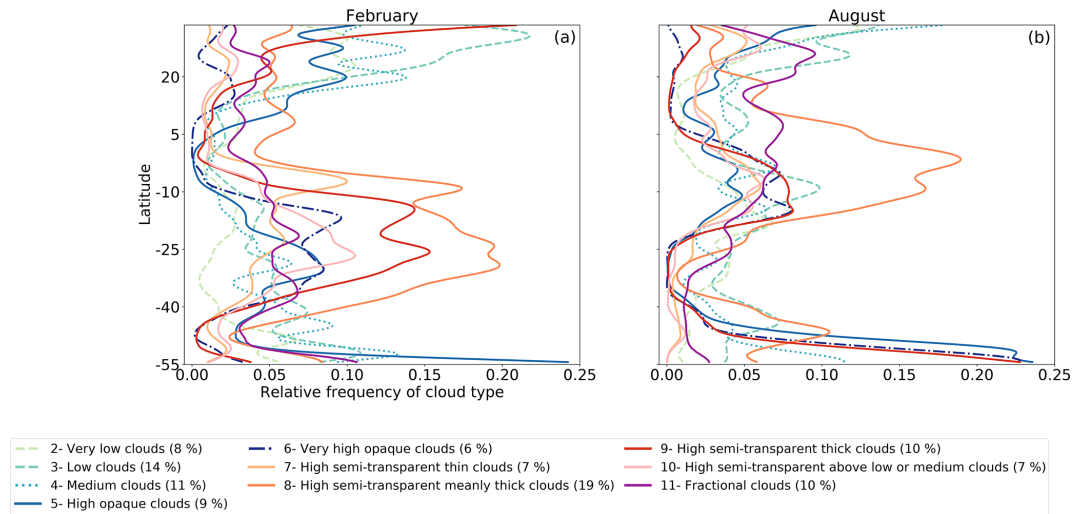 February
August
(a)
(b)
Latitude
20
5
-10
-25
-40
-55
0.00 0.05 0.10 0.15 0.20 0.25
0.00 0.05 0.10 0.15 0.20 0.25
Relative frequency of cloud type
2- Very low clouds (8 %)
3- Low clouds (14 %)
4- Medium clouds (11 %)
5- High opaque clouds (9 %)
6- Very high opaque clouds (6 %)
7- High semi-transparent thin clouds (7 %)
8- High semi-transparent meanly thick clouds (19 %)
9- High semi-transparent thick clouds (10 %)
10- High semi-transparent above low or medium clouds (7 %)
11- Fractional clouds (10 %)